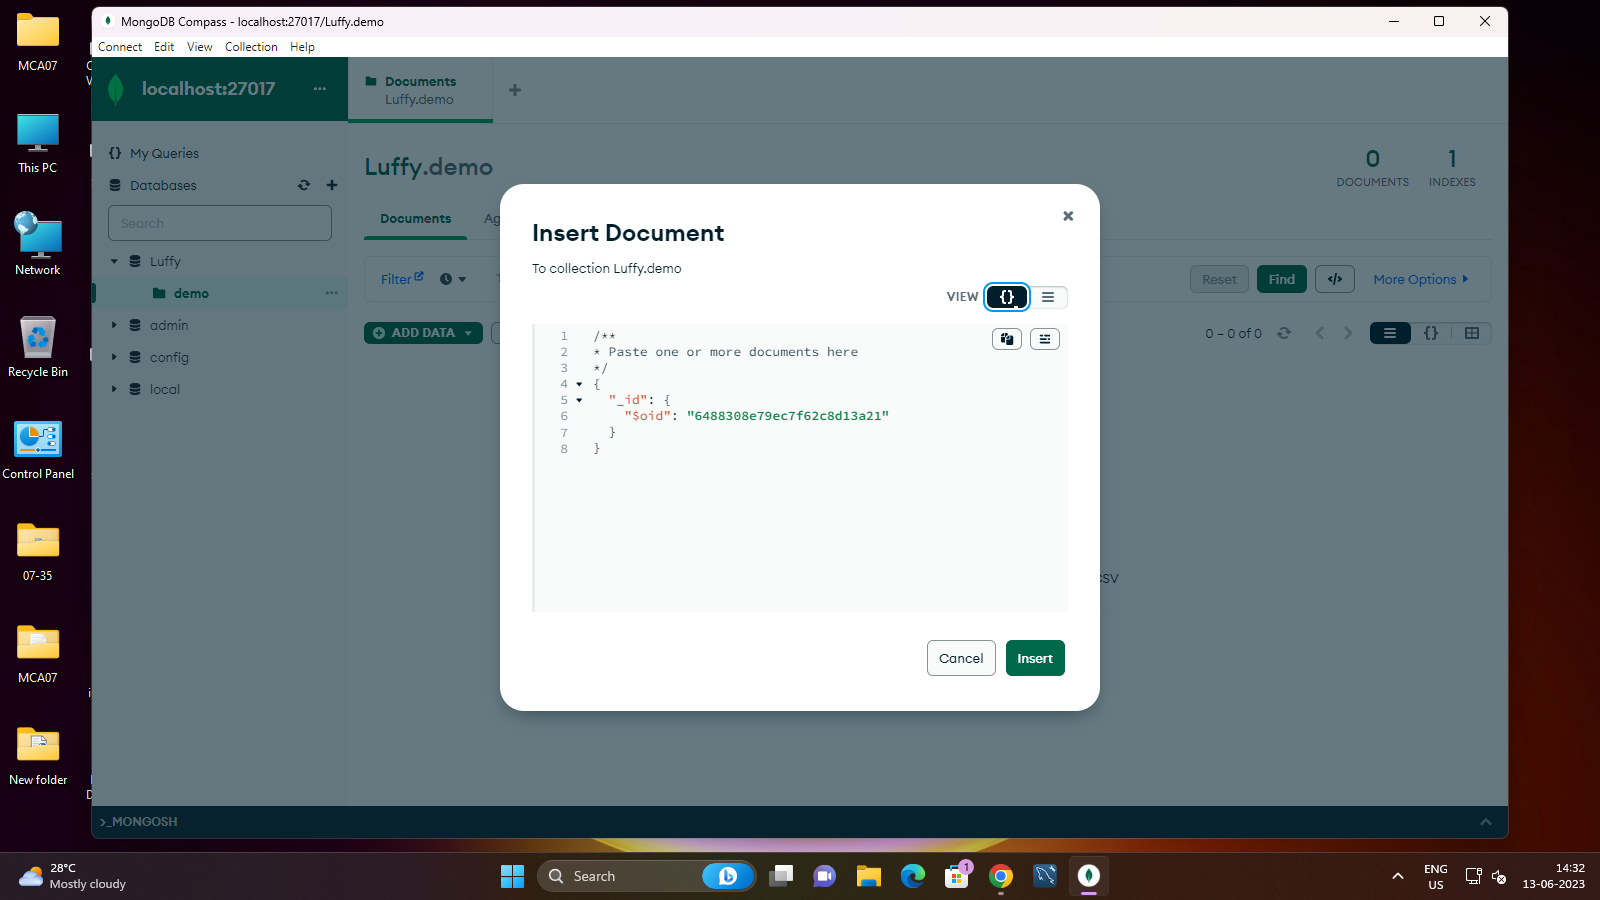 MongoDB Compass - localhost:27017/Luffy.demo
Connect Edit View Collection Help
localhost:27017 ...
Documents
Luffy.demo
{} My Queries
Databases
Search
Luffy
demo
admin
config
local
Luffy.demo
0
DOCUMENTS
1
INDEXES
Documents
Filter
Reset
Find
</>
More Options
ADD DATA
0 – 0 of 0
{}
CSV
Insert Document
To collection Luffy.demo
VIEW {}
1 /**
2 * Paste one or more documents here
3 */
4 {
5 "_id": {
6 "$oid": "6488308e79ec7f62c8d13a21"
7 }
8 }
Cancel
Insert
>_MONGOSH
MCA07
This PC
Network
Recycle Bin
Control Panel
07-35
MCA07
New folder
28°C
Mostly cloudy
Search
1
ENG
US
14:32
13-06-2023